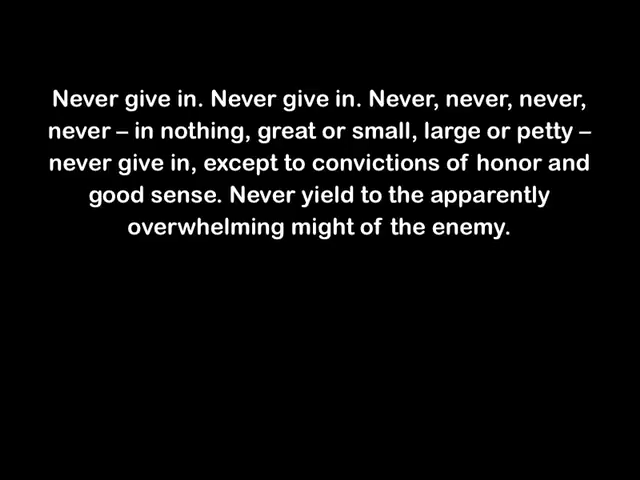 Never give in. Never give in. Never, never, never,
never – in nothing, great or small, large or petty –
never give in, except to convictions of honor and
good sense. Never yield to the apparently
overwhelming might of the enemy.